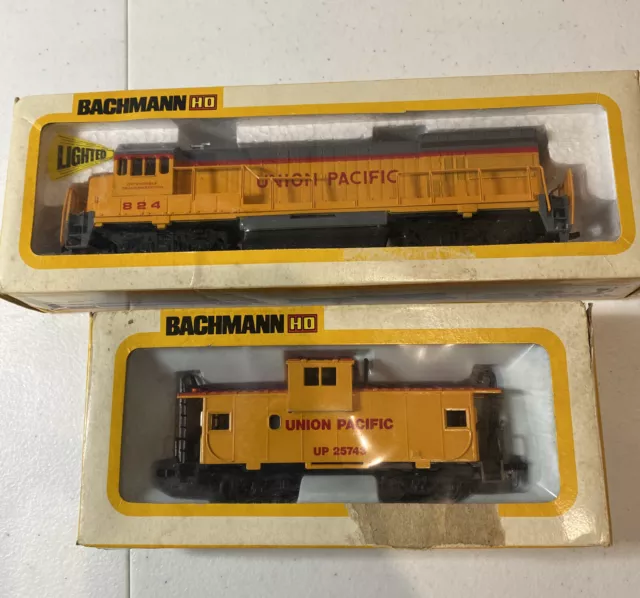 BACHMANN HO
LIGHTED
UNION PACIFIC
824
BACHMANN HO
UNION PACIFIC
UP 25743